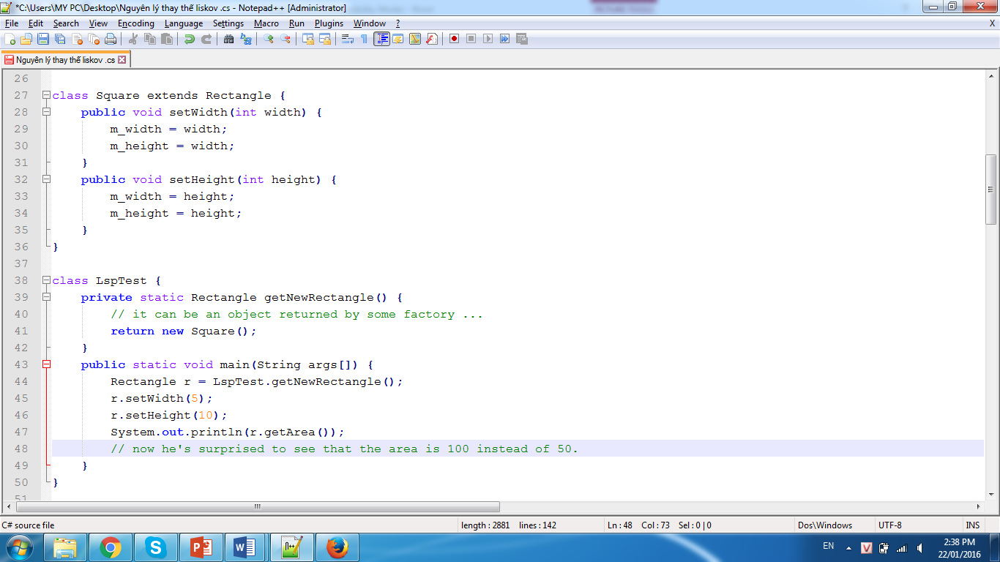 *C:\Users\MY PC\Desktop\Nguyên lý thay thế liskov .cs - Notepad++ [Administrator]
File Edit Search View Encoding Language Settings Macro Run Plugins Window ? X
Nguyên lý thay thế liskov .cs
26
27 class Square extends Rectangle {
28 public void setWidth(int width) {
29 m_width = width;
30 m_height = width;
31 }
32 public void setHeight(int height) {
33 m_width = height;
34 m_height = height;
35 }
36 }
37
38 class LspTest {
39 private static Rectangle getNewRectangle() {
40 // it can be an object returned by some factory ...
41 return new Square();
42 }
43 public static void main(String args[]) {
44 Rectangle r = LspTest.getNewRectangle();
45 r.setWidth(5);
46 r.setHeight(10);
47 System.out.println(r.getArea());
48 // now he's surprised to see that the area is 100 instead of 50.
49 }
50 }
51
C# source file length : 2881 lines : 142 Ln : 48 Col : 73 Sel : 0 | 0 Dos\Windows UTF-8 INS
EN 2:38 PM
22/01/2016